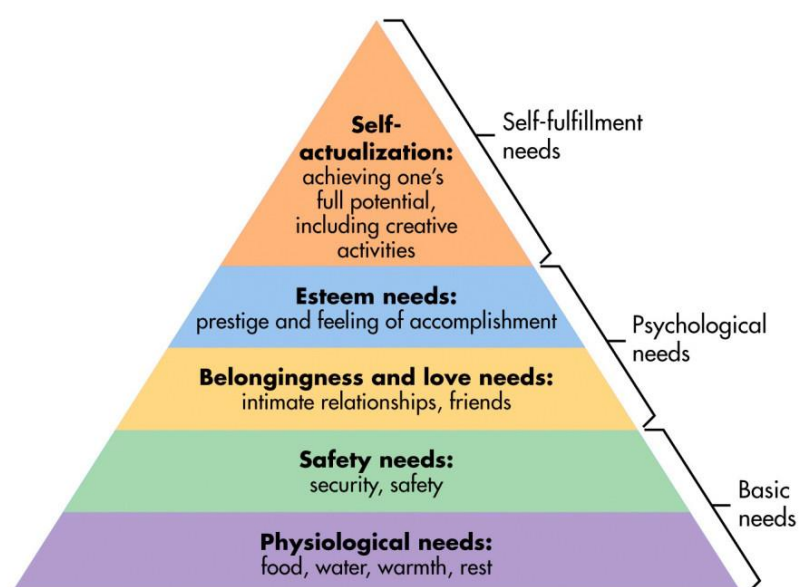 Self-
actualization:
achieving one's
full potential,
including creative
activities
Self-fulfillment
needs
Esteem needs:
prestige and feeling of accomplishment
Psychological
needs
Belongingness and love needs:
intimate relationships, friends
Safety needs:
security, safety
Basic
needs
Physiological needs:
food, water, warmth, rest